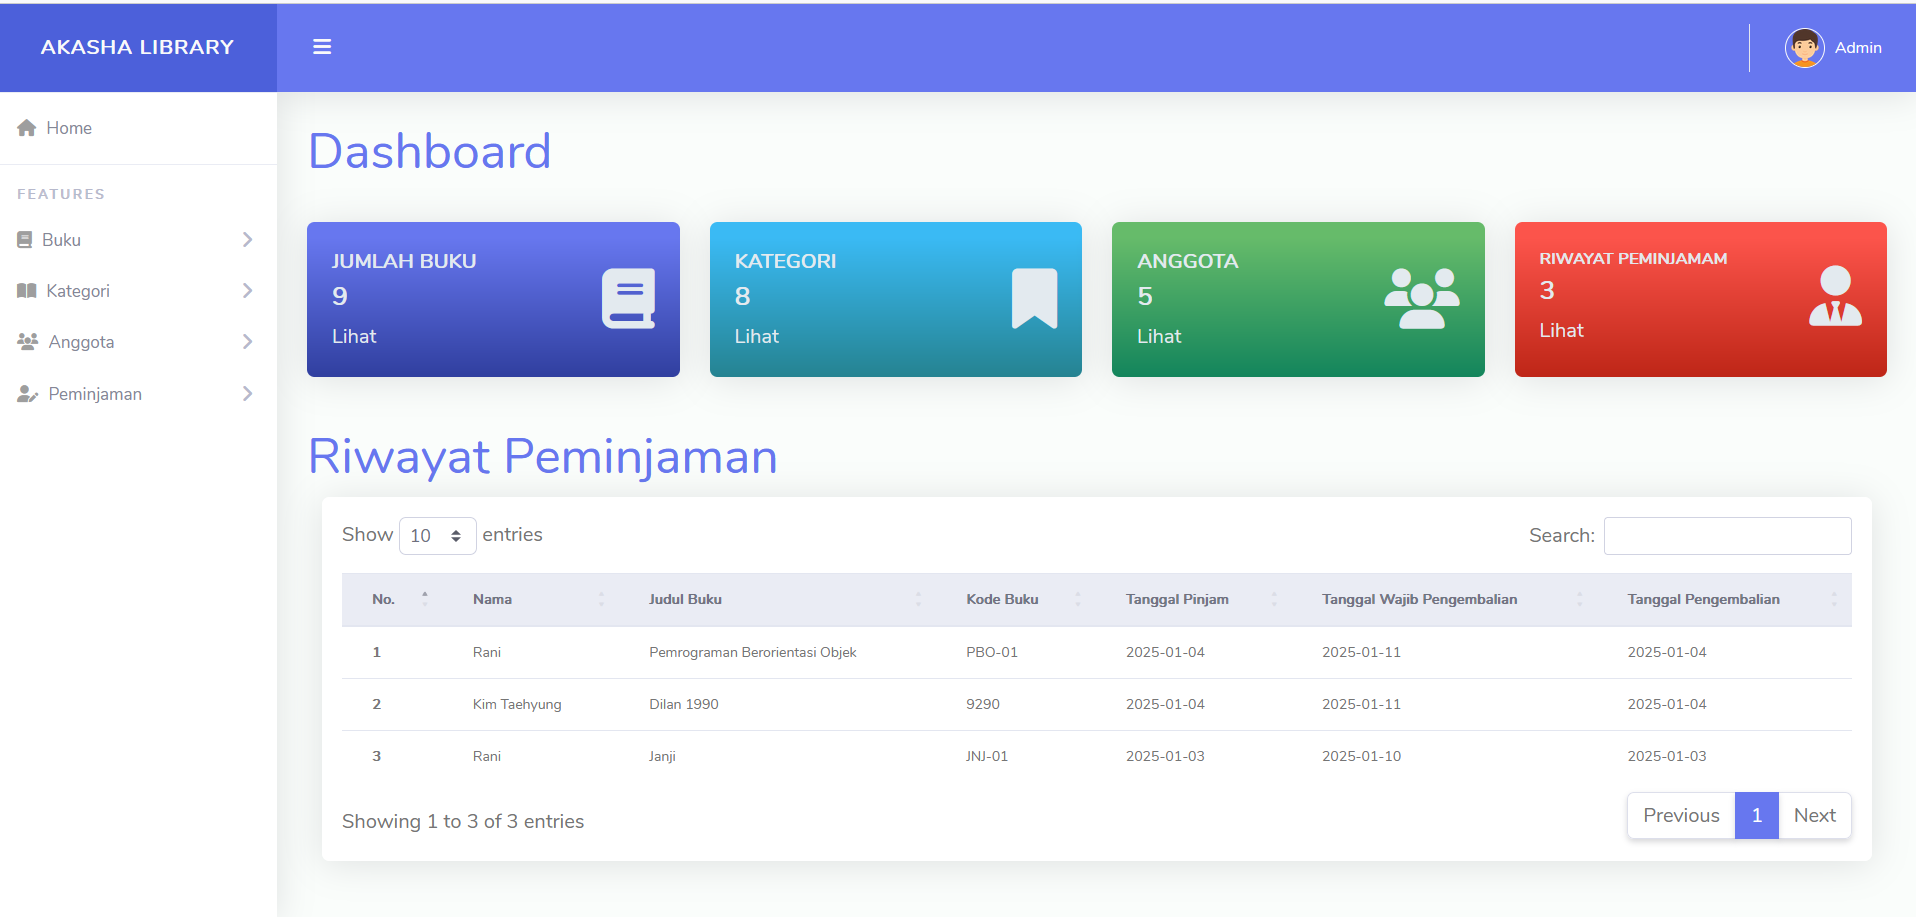 AKASHA LIBRARY
Admin
Home
FEATURES
Buku
Kategori
Anggota
Peminjaman
Dashboard
JUMLAH BUKU
9
Lihat
KATEGORI
8
Lihat
ANGGOTA
5
Lihat
RIWAYAT PEMINJAMAM
3
Lihat
Riwayat Peminjaman
Show 10 entries
Search:
No. Nama Judul Buku Kode Buku Tanggal Pinjam Tanggal Wajib Pengembalian Tanggal Pengembalian
1 Rani Pemrograman Berorientasi Objek PBO-01 2025-01-04 2025-01-11 2025-01-04
2 Kim Taehyung Dilan 1990 9290 2025-01-04 2025-01-11 2025-01-04
3 Rani Janji JNJ-01 2025-01-03 2025-01-10 2025-01-03
Showing 1 to 3 of 3 entries
Previous 1 Next